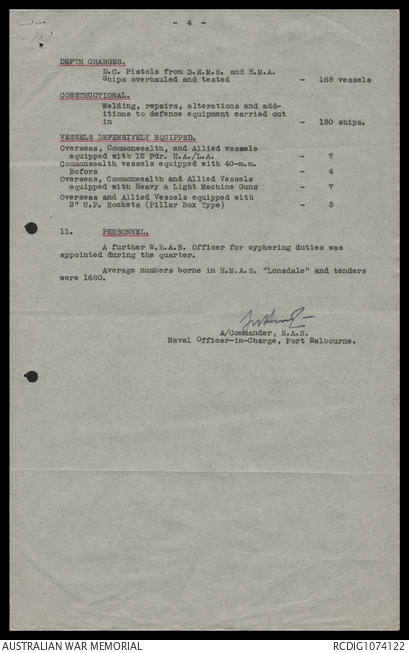 - 4 -
DEPTH CHARGES.
D.C. Pistols from D.E.M.S. and H.M.A.
Ships overhauled and tested - 168 vessels
CONSTRUCTIONAL.
Welding, repairs, alterations and add-
itions to defence equipment carried out
in - 130 ships.
VESSELS DEFENSIVELY EQUIPPED.
Overseas, Commonwealth, and Allied vessels
equipped with 12 Pdr. H.A./L.A. - 7
Commonwealth vessels equipped with 40-m.m.
Bofors - 4
Overseas, Commonwealth and Allied Vessels
equipped with Heavy & Light Machine Guns - 7
Overseas and Allied Vessels equipped with
2" U.P. Rockets (Pillar Box Type) - 3
11. PERSONNEL.
A further W.R.A.N. Officer for cyphering duties was
appointed during the quarter.
Average numbers borne in H.M.A.S. "Lonsdale" and tenders
were 1680.
A/Commander, R.A.N.
Naval Officer-in-Charge, Port Melbourne.
AUSTRALIAN WAR MEMORIAL
RCDIG1074122